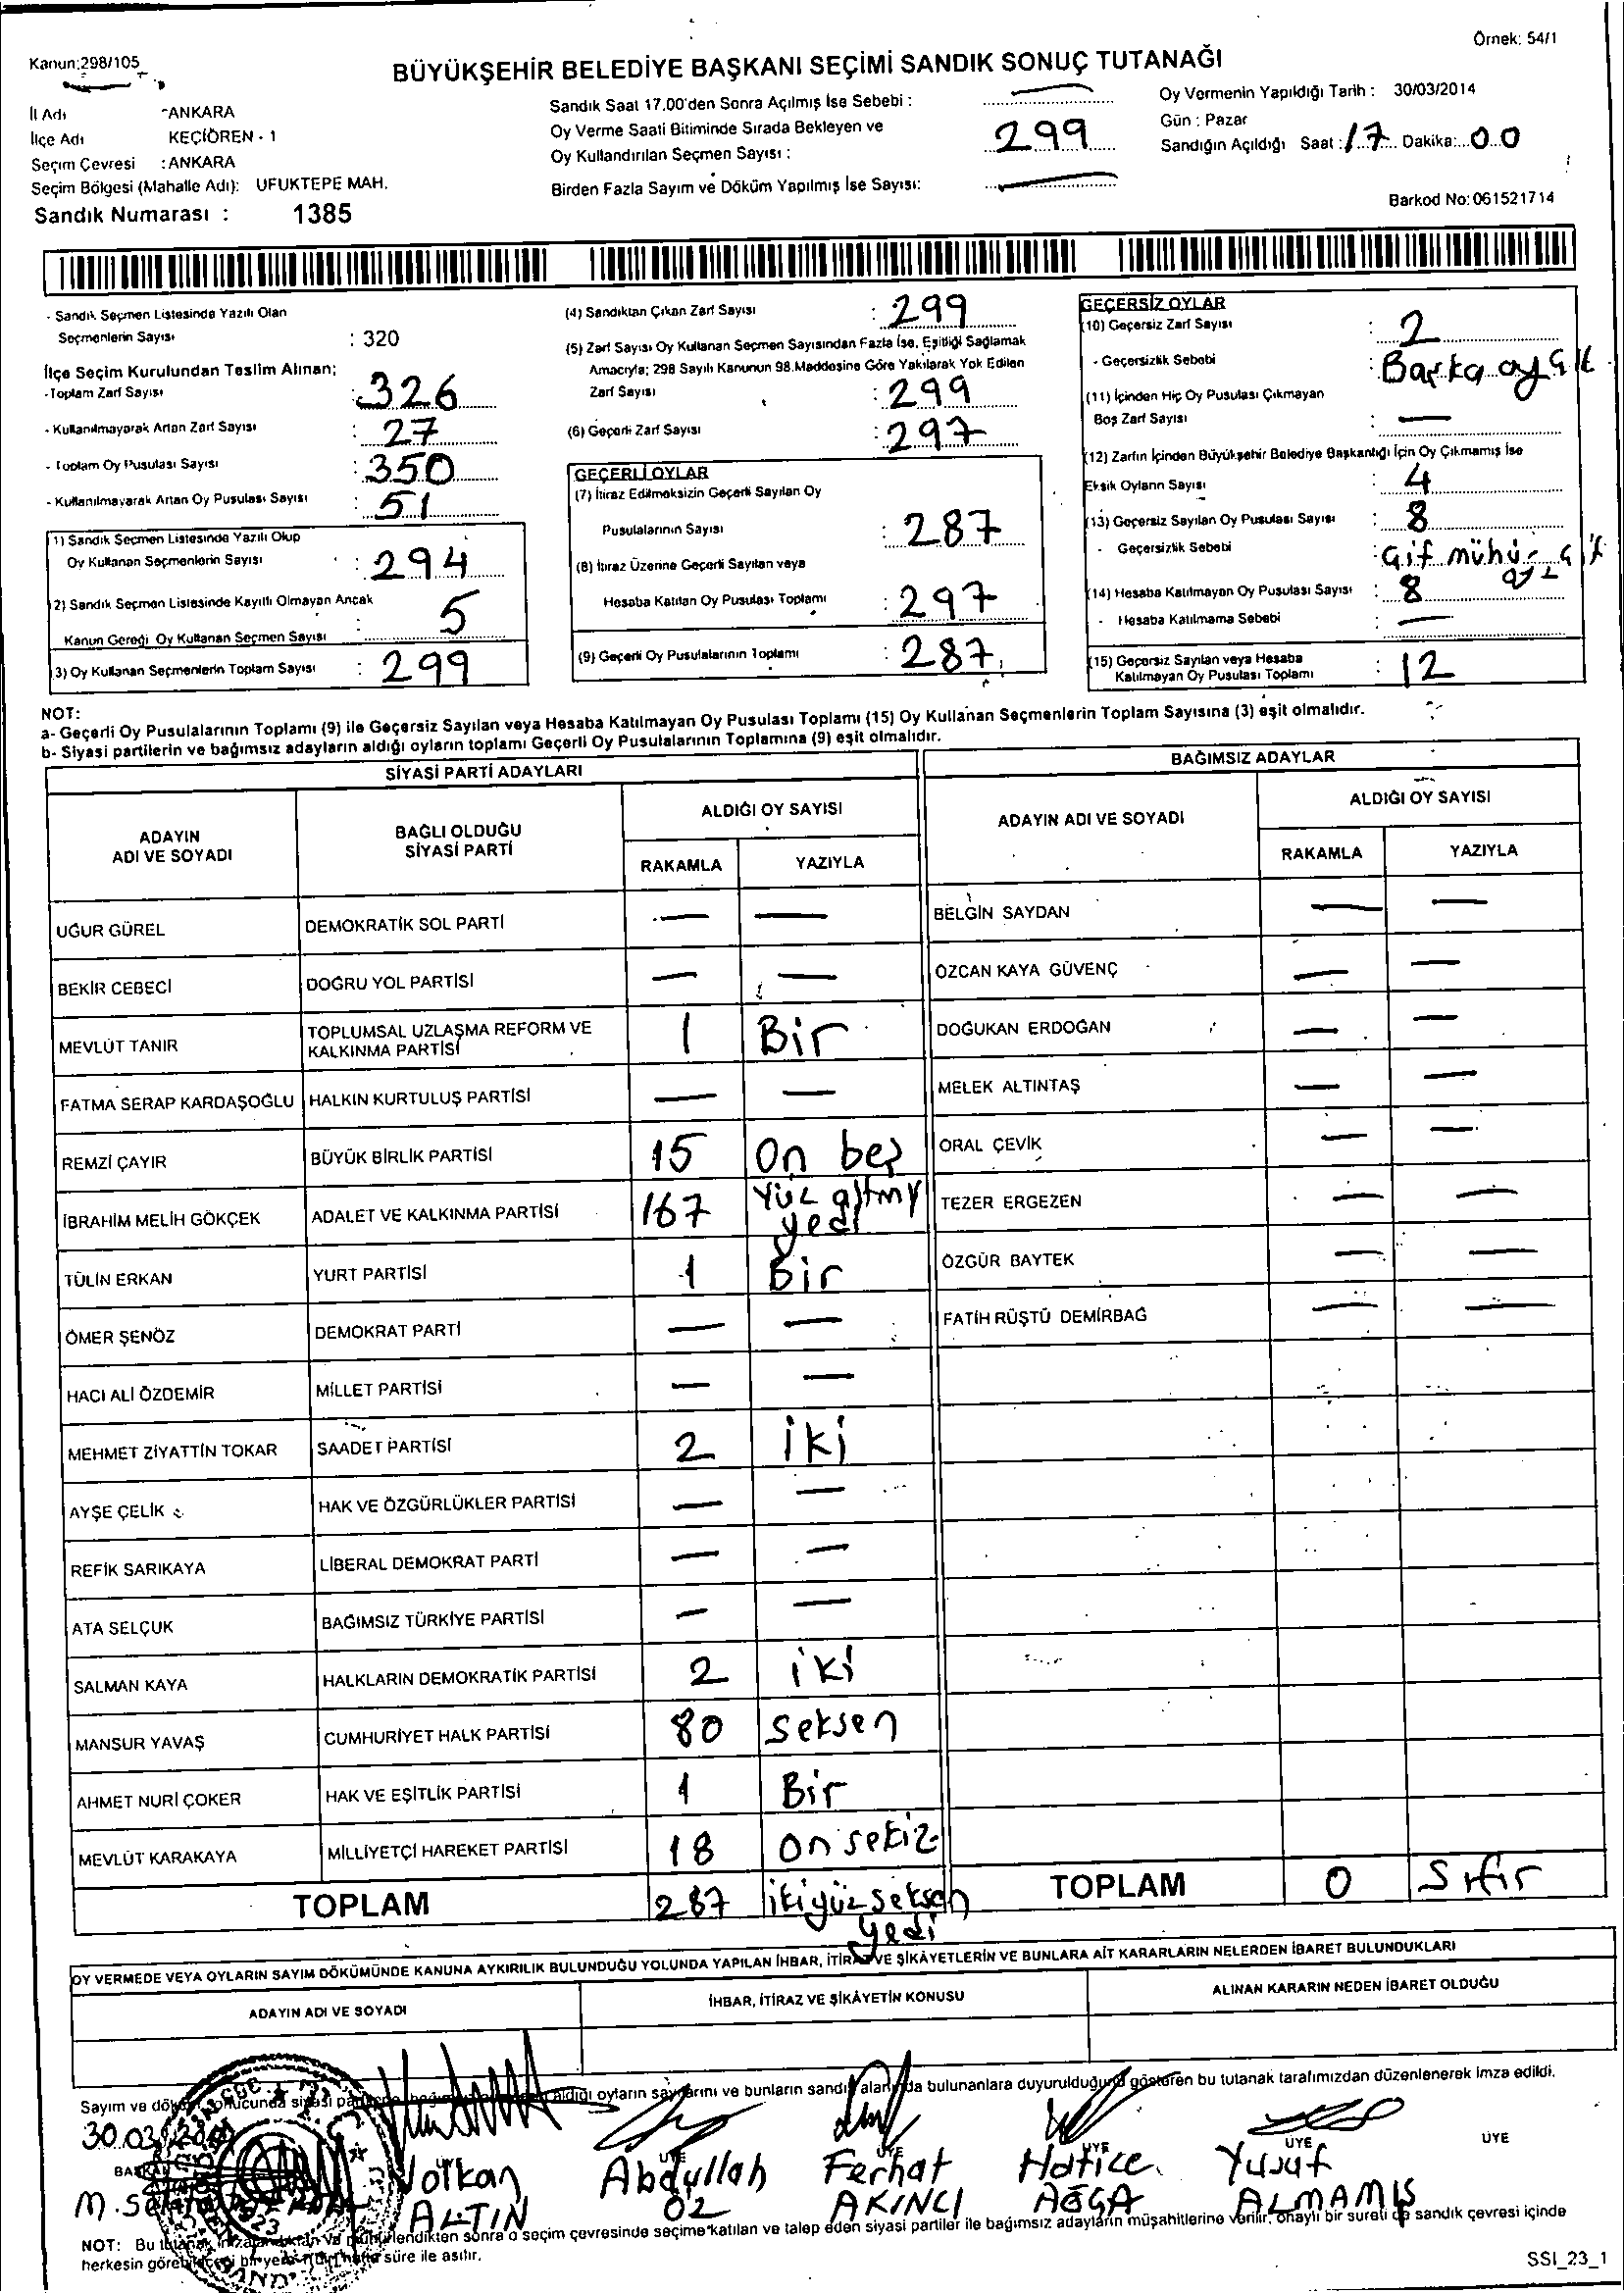 Örnek: 54/1
Kanun:298/105
BÜYÜKŞEHİR BELEDİYE BAŞKANI SEÇİMİ SANDIK SONUÇ TUTANAĞI
İl Adı ANKARA
İlçe Adı KEÇİÖREN - 1
Seçim Çevresi : ANKARA
Seçim Bölgesi (Mahalle Adı): UFUKTEPE MAH.
Sandık Numarası : 1385
Sandık Saat 17.00'den Sonra Açılmış İse Sebebi :
Oy Verme Saati Bitiminde Sırada Bekleyen ve
Oy Kullandırılan Seçmen Sayısı : 299
Birden Fazla Sayım ve Döküm Yapılmış İse Sayısı:
Oy Vermenin Yapıldığı Tarih : 30/03/2014
Gün : Pazar
Sandığın Açıldığı Saat : 17 Dakika: 00
Barkod No: 061521714
- Sandık Seçmen Listesinde Yazılı Olan
Seçmenlerin Sayısı : 320
İlçe Seçim Kurulundan Teslim Alınan;
- Toplam Zarf Sayısı : 326
- Kullanılmayarak Artan Zarf Sayısı : 27
- Toplam Oy Pusulası Sayısı : 350
- Kullanılmayarak Artan Oy Pusulası Sayısı : 51
1) Sandık Seçmen Listesinde Yazılı Olup
Oy Kullanan Seçmenlerin Sayısı : 294
2) Sandık Seçmen Listesinde Kayıtlı Olmayan Ancak
Kanun Gereği Oy Kullanan Seçmen Sayısı : 5
3) Oy Kullanan Seçmenlerin Toplam Sayısı : 299
(4) Sandıktan Çıkan Zarf Sayısı : 299
(5) Zarf Sayısı Oy Kullanan Seçmen Sayısından Fazla İse, Eşitliği Sağlamak
Amacıyla; 298 Sayılı Kanunun 98.Maddesine Göre Yakılarak Yok Edilen
Zarf Sayısı : 299
(6) Geçerli Zarf Sayısı : 297
GEÇERLİ OYLAR
(7) İtiraz Edilmeksizin Geçerli Sayılan Oy
Pusulalarının Sayısı : 287
(8) İtiraz Üzerine Geçerli Sayılan veya
Hesaba Katılan Oy Pusulası Toplamı : 297
(9) Geçerli Oy Pusulalarının Toplamı : 287
GEÇERSİZ OYLAR
(10) Geçersiz Zarf Sayısı : 2
- Geçersizlik Sebebi : Başka oy
(11) İçinden Hiç Oy Pusulası Çıkmayan
Boş Zarf Sayısı : —
(12) Zarfın İçinden Büyükşehir Belediye Başkanlığı İçin Oy Çıkmamış İse
Eksik Oyların Sayısı : 4
(13) Geçersiz Sayılan Oy Pusulası Sayısı : 8
- Geçersizlik Sebebi : Çif mühür
(14) Hesaba Katılmayan Oy Pusulası Sayısı : 8
- Hesaba Katılmama Sebebi : —
(15) Geçersiz Sayılan veya Hesaba
Katılmayan Oy Pusulası Toplamı : 12
NOT:
a- Geçerli Oy Pusulalarının Toplamı (9) ile Geçersiz Sayılan veya Hesaba Katılmayan Oy Pusulası Toplamı (15) Oy Kullanan Seçmenlerin Toplam Sayısına (3) eşit olmalıdır.
b- Siyasi partilerin ve bağımsız adayların aldığı oyların toplamı Geçerli Oy Pusulalarının Toplamına (9) eşit olmalıdır.
SİYASİ PARTİ ADAYLARI
ADAYIN ADI VE SOYADI
BAĞLI OLDUĞU SİYASİ PARTİ
ALDIĞI OY SAYISI
RAKAMLA YAZIYLA
UĞUR GÜREL DEMOKRATİK SOL PARTİ — —
BEKİR CEBECİ DOĞRU YOL PARTİSİ — —
MEVLÜT TANIR TOPLUMSAL UZLAŞMA REFORM VE KALKINMA PARTİSİ 1 Bir
FATMA SERAP KARDAŞOĞLU HALKIN KURTULUŞ PARTİSİ — —
REMZİ ÇAYIR BÜYÜK BİRLİK PARTİSİ 15 On beş
İBRAHİM MELİH GÖKÇEK ADALET VE KALKINMA PARTİSİ 167 Yüz altmış yedi
TÜLİN ERKAN YURT PARTİSİ 1 Bir
ÖMER ŞENÖZ DEMOKRAT PARTİ — —
HACI ALİ ÖZDEMİR MİLLET PARTİSİ — —
MEHMET ZİYATTİN TOKAR SAADET PARTİSİ 2 iki
AYŞE ÇELİK HAK VE ÖZGÜRLÜKLER PARTİSİ — —
REFİK SARIKAYA LİBERAL DEMOKRAT PARTİ — —
ATA SELÇUK BAĞIMSIZ TÜRKİYE PARTİSİ — —
SALMAN KAYA HALKLARIN DEMOKRATİK PARTİSİ 2 iki
MANSUR YAVAŞ CUMHURİYET HALK PARTİSİ 80 seksen
AHMET NURİ ÇOKER HAK VE EŞİTLİK PARTİSİ 1 Bir
MEVLÜT KARAKAYA MİLLİYETÇİ HAREKET PARTİSİ 18 on sekiz
TOPLAM 287 ikiyüz seksen yedi
BAĞIMSIZ ADAYLAR
ADAYIN ADI VE SOYADI
ALDIĞI OY SAYISI
RAKAMLA YAZIYLA
BELGİN SAYDAN — —
ÖZCAN KAYA GÜVENÇ — —
DOĞUKAN ERDOĞAN — —
MELEK ALTINTAŞ — —
ORAL ÇEVİK — —
TEZER ERGEZEN — —
ÖZGÜR BAYTEK — —
FATİH RÜŞTÜ DEMİRBAĞ — —
TOPLAM 0 Sıfır
OY VERMEDE VEYA OYLARIN SAYIM DÖKÜMÜNDE KANUNA AYKIRILIK BULUNDUĞU YOLUNDA YAPILAN İHBAR, İTİRAZ VE ŞİKÂYETLERİN VE BUNLARA AİT KARARLARIN NELERDEN İBARET BULUNDUKLARI
ADAYIN ADI VE SOYADI
İHBAR, İTİRAZ VE ŞİKÂYETİN KONUSU
ALINAN KARARIN NEDEN İBARET OLDUĞU
Sayım ve döküm sonucunda siyasi aldığı oyların sayılarını ve bunların sandık alanında bulunanlara duyurulduğunu gösteren bu tutanak tarafımızdan düzenlenerek imza edildi.
30.03
ÜYE ÜYE ÜYE ÜYE ÜYE
Volkan ALTIN
Abdullah ÖZ
Ferhat AKINCI
Hatice AĞCA
Yusuf ALMAMIŞ
NOT: Bu tutanak sonra o seçim çevresinde seçime katılan ve talep eden siyasi partiler ile bağımsız adayların müşahitlerine verilir, onaylı bir sureti de sandık çevresi içinde
herkesin süre ile asılır.
SSI_23_1